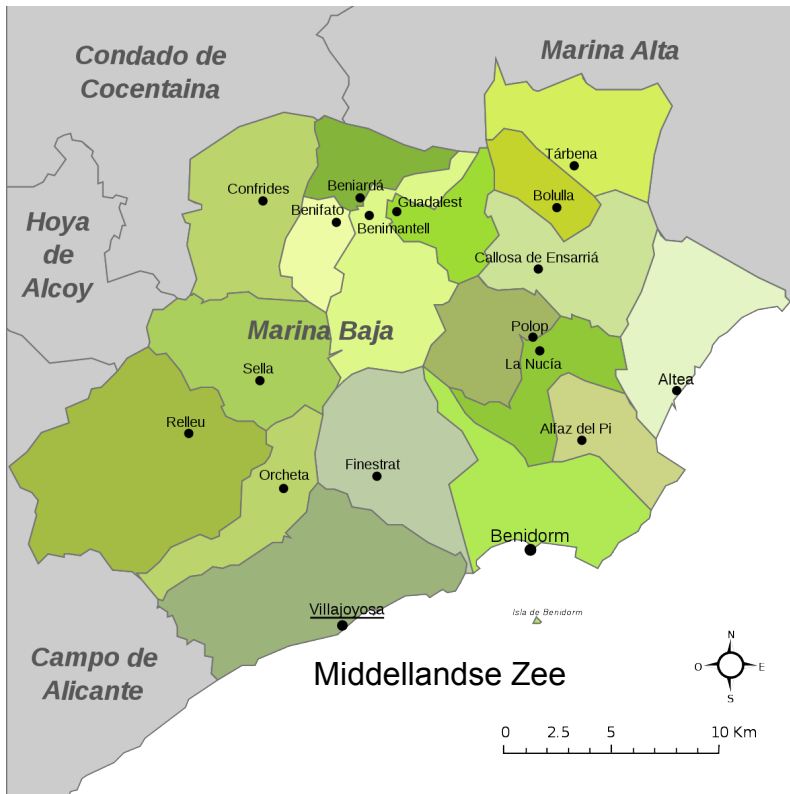 Condado de
Cocentaina
Marina Alta
Tárbena
Beniardá
Confrides
Bolulla
Guadalest
Benifato
Benimantell
Hoya
de
Alcoy
Callosa de Ensarriá
Marina Baja
Polop
La Nucía
Sella
Altea
Relleu
Alfaz del Pi
Finestrat
Orcheta
Benidorm
Villajoyosa
Isla de Benidorm
Campo de
Alicante
Middellandse Zee
N
O E
S
0 2.5 5 10 Km